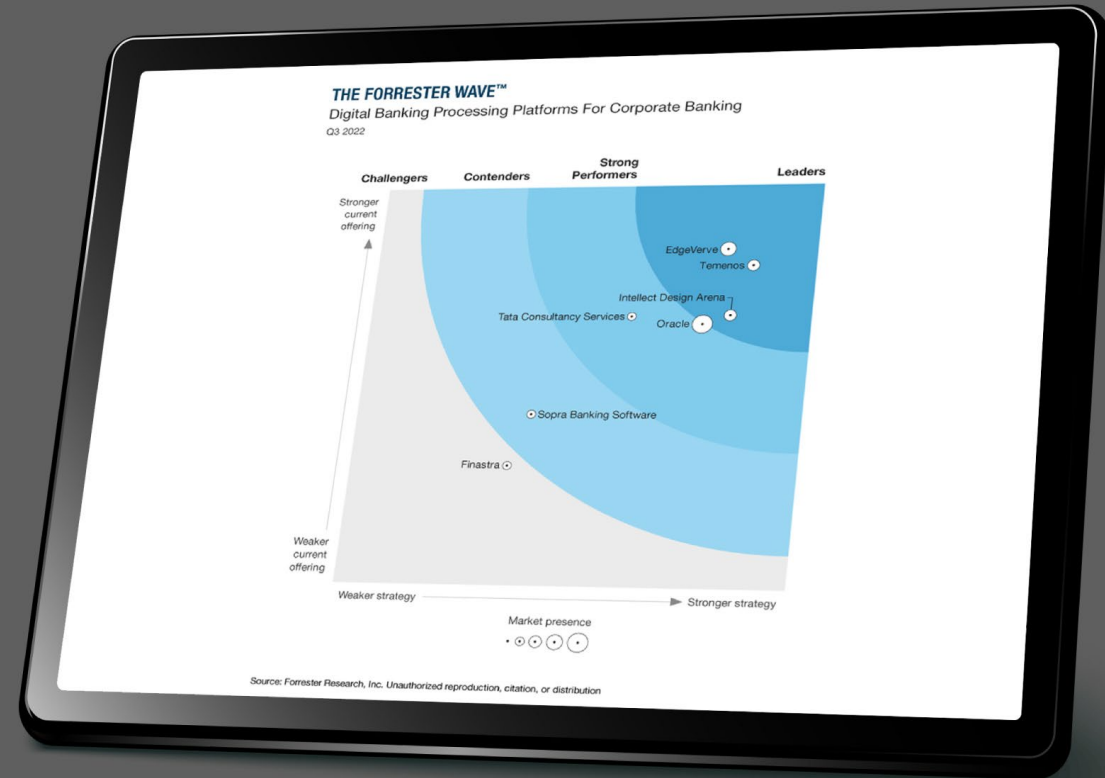 THE FORRESTER WAVE™
Digital Banking Processing Platforms For Corporate Banking
Q3 2022
Challengers
Contenders
Strong
Performers
Leaders
Stronger
current
offering
EdgeVerve
Temenos
Intellect Design Arena
Tata Consultancy Services
Oracle
Sopra Banking Software
Finastra
Weaker
current
offering
Weaker strategy
Stronger strategy
Market presence
Source: Forrester Research, Inc. Unauthorized reproduction, citation, or distribution